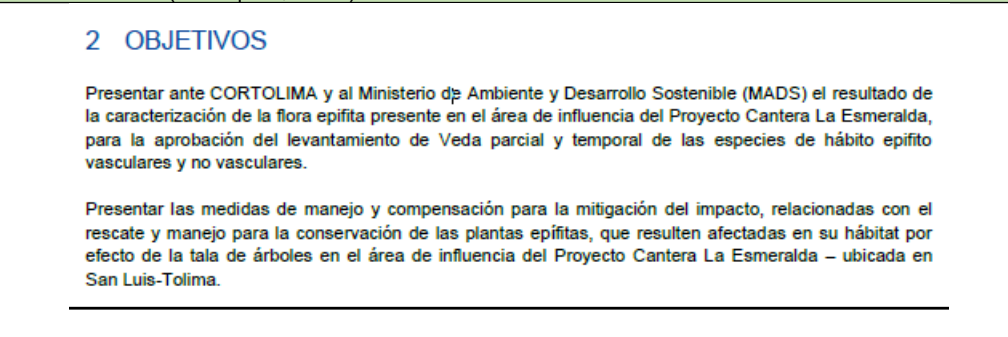 2 OBJETIVOS
Presentar ante CORTOLIMA y al Ministerio de Ambiente y Desarrollo Sostenible (MADS) el resultado de
la caracterización de la flora epifita presente en el área de influencia del Proyecto Cantera La Esmeralda,
para la aprobación del levantamiento de Veda parcial y temporal de las especies de hábito epifito
vasculares y no vasculares.
Presentar las medidas de manejo y compensación para la mitigación del impacto, relacionadas con el
rescate y manejo para la conservación de las plantas epífitas, que resulten afectadas en su hábitat por
efecto de la tala de árboles en el área de influencia del Proyecto Cantera La Esmeralda – ubicada en
San Luis-Tolima.